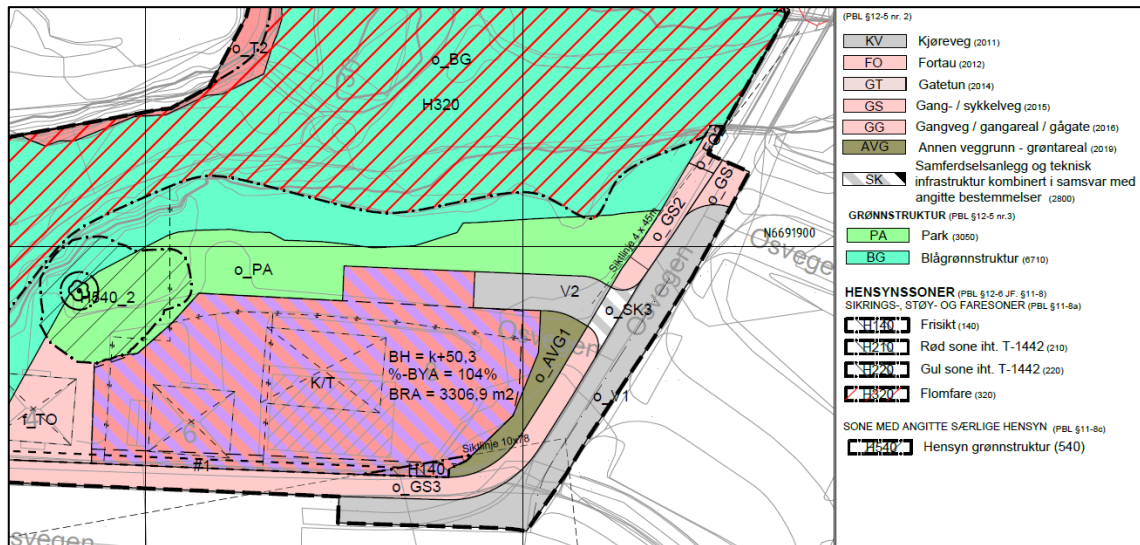 o_T2
o_BG
H320
o_FO2
o_GS
o_GS2
Siktlinje 4 x 45m
N6691900
Osvegen
o_PA
H540_2
V2
o_SK3
Osvegen
Osvegen
o_AVG1
BH = k+50,3
%-BYA = 104%
BRA = 3306,9 m2
K/T
o_V1
f_TO
4
6
Siktlinje 10x78
#1
H140
o_GS3
svegen
(PBL §12-5 nr. 2)
KV Kjøreveg (2011)
FO Fortau (2012)
GT Gatetun (2014)
GS Gang- / sykkelveg (2015)
GG Gangveg / gangareal / gågate (2016)
AVG Annen veggrunn - grøntareal (2019)
Samferdselsanlegg og teknisk
SK infrastruktur kombinert i samsvar med
angitte bestemmelser (2800)
GRØNNSTRUKTUR (PBL §12-5 nr.3)
PA Park (3050)
BG Blågrønnstruktur (6710)
HENSYNSSONER (PBL §12-6 JF. §11-8)
SIKRINGS-, STØY- OG FARESONER (PBL §11-8a)
H140 Frisikt (140)
H210 Rød sone iht. T-1442 (210)
H220 Gul sone iht. T-1442 (220)
H320 Flomfare (320)
SONE MED ANGITTE SÆRLIGE HENSYN (PBL §11-8c)
H540 Hensyn grønnstruktur (540)